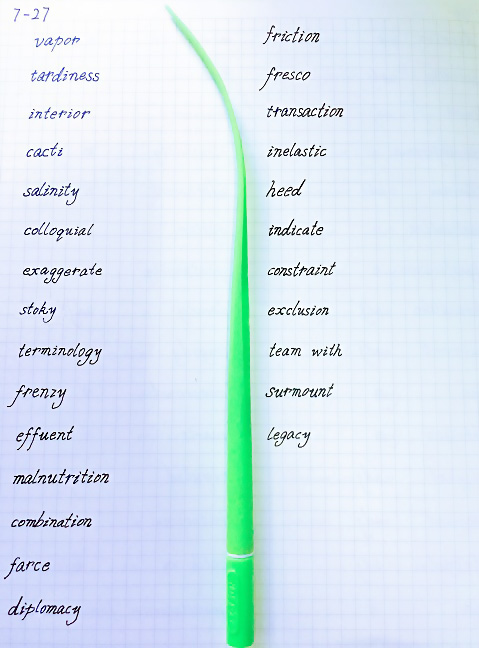 7-27
vapor
tardiness
interior
cacti
salinity
colloquial
exaggerate
stoky
terminology
frenzy
effuent
malnutrition
combination
farce
diplomacy
friction
fresco
transaction
inelastic
heed
indicate
constraint
exclusion
team with
surmount
legacy